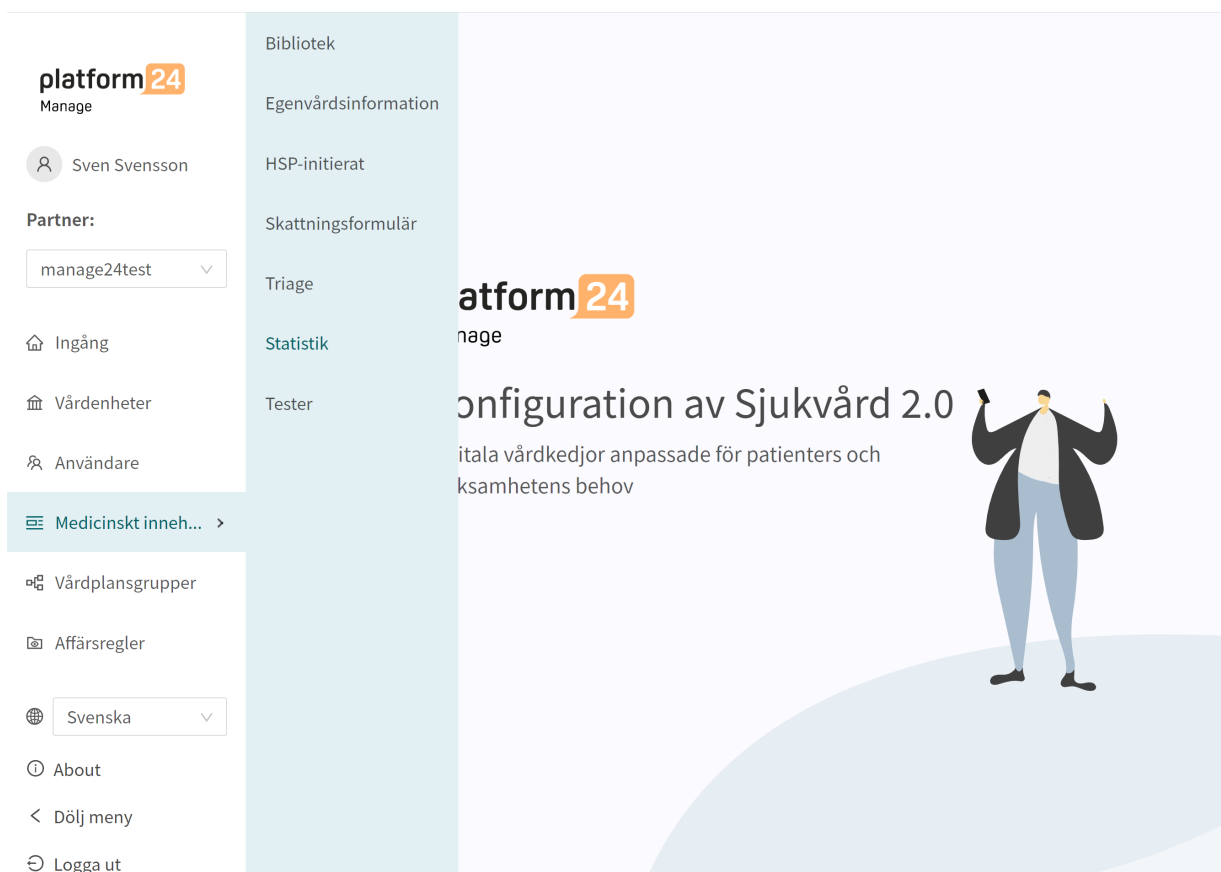 platform24
Manage
Sven Svensson
Partner:
manage24test
Ingång
Vårdenheter
Användare
Medicinskt inneh...
Vårdplansgrupper
Affärsregler
Svenska
About
Dölj meny
Logga ut
Bibliotek
Egenvårdsinformation
HSP-initierat
Skattningsformulär
Triage
Statistik
Tester
atform24
nage
onfiguration av Sjukvård 2.0
itala vårdkedjor anpassade för patienters och
ksamhetens behov